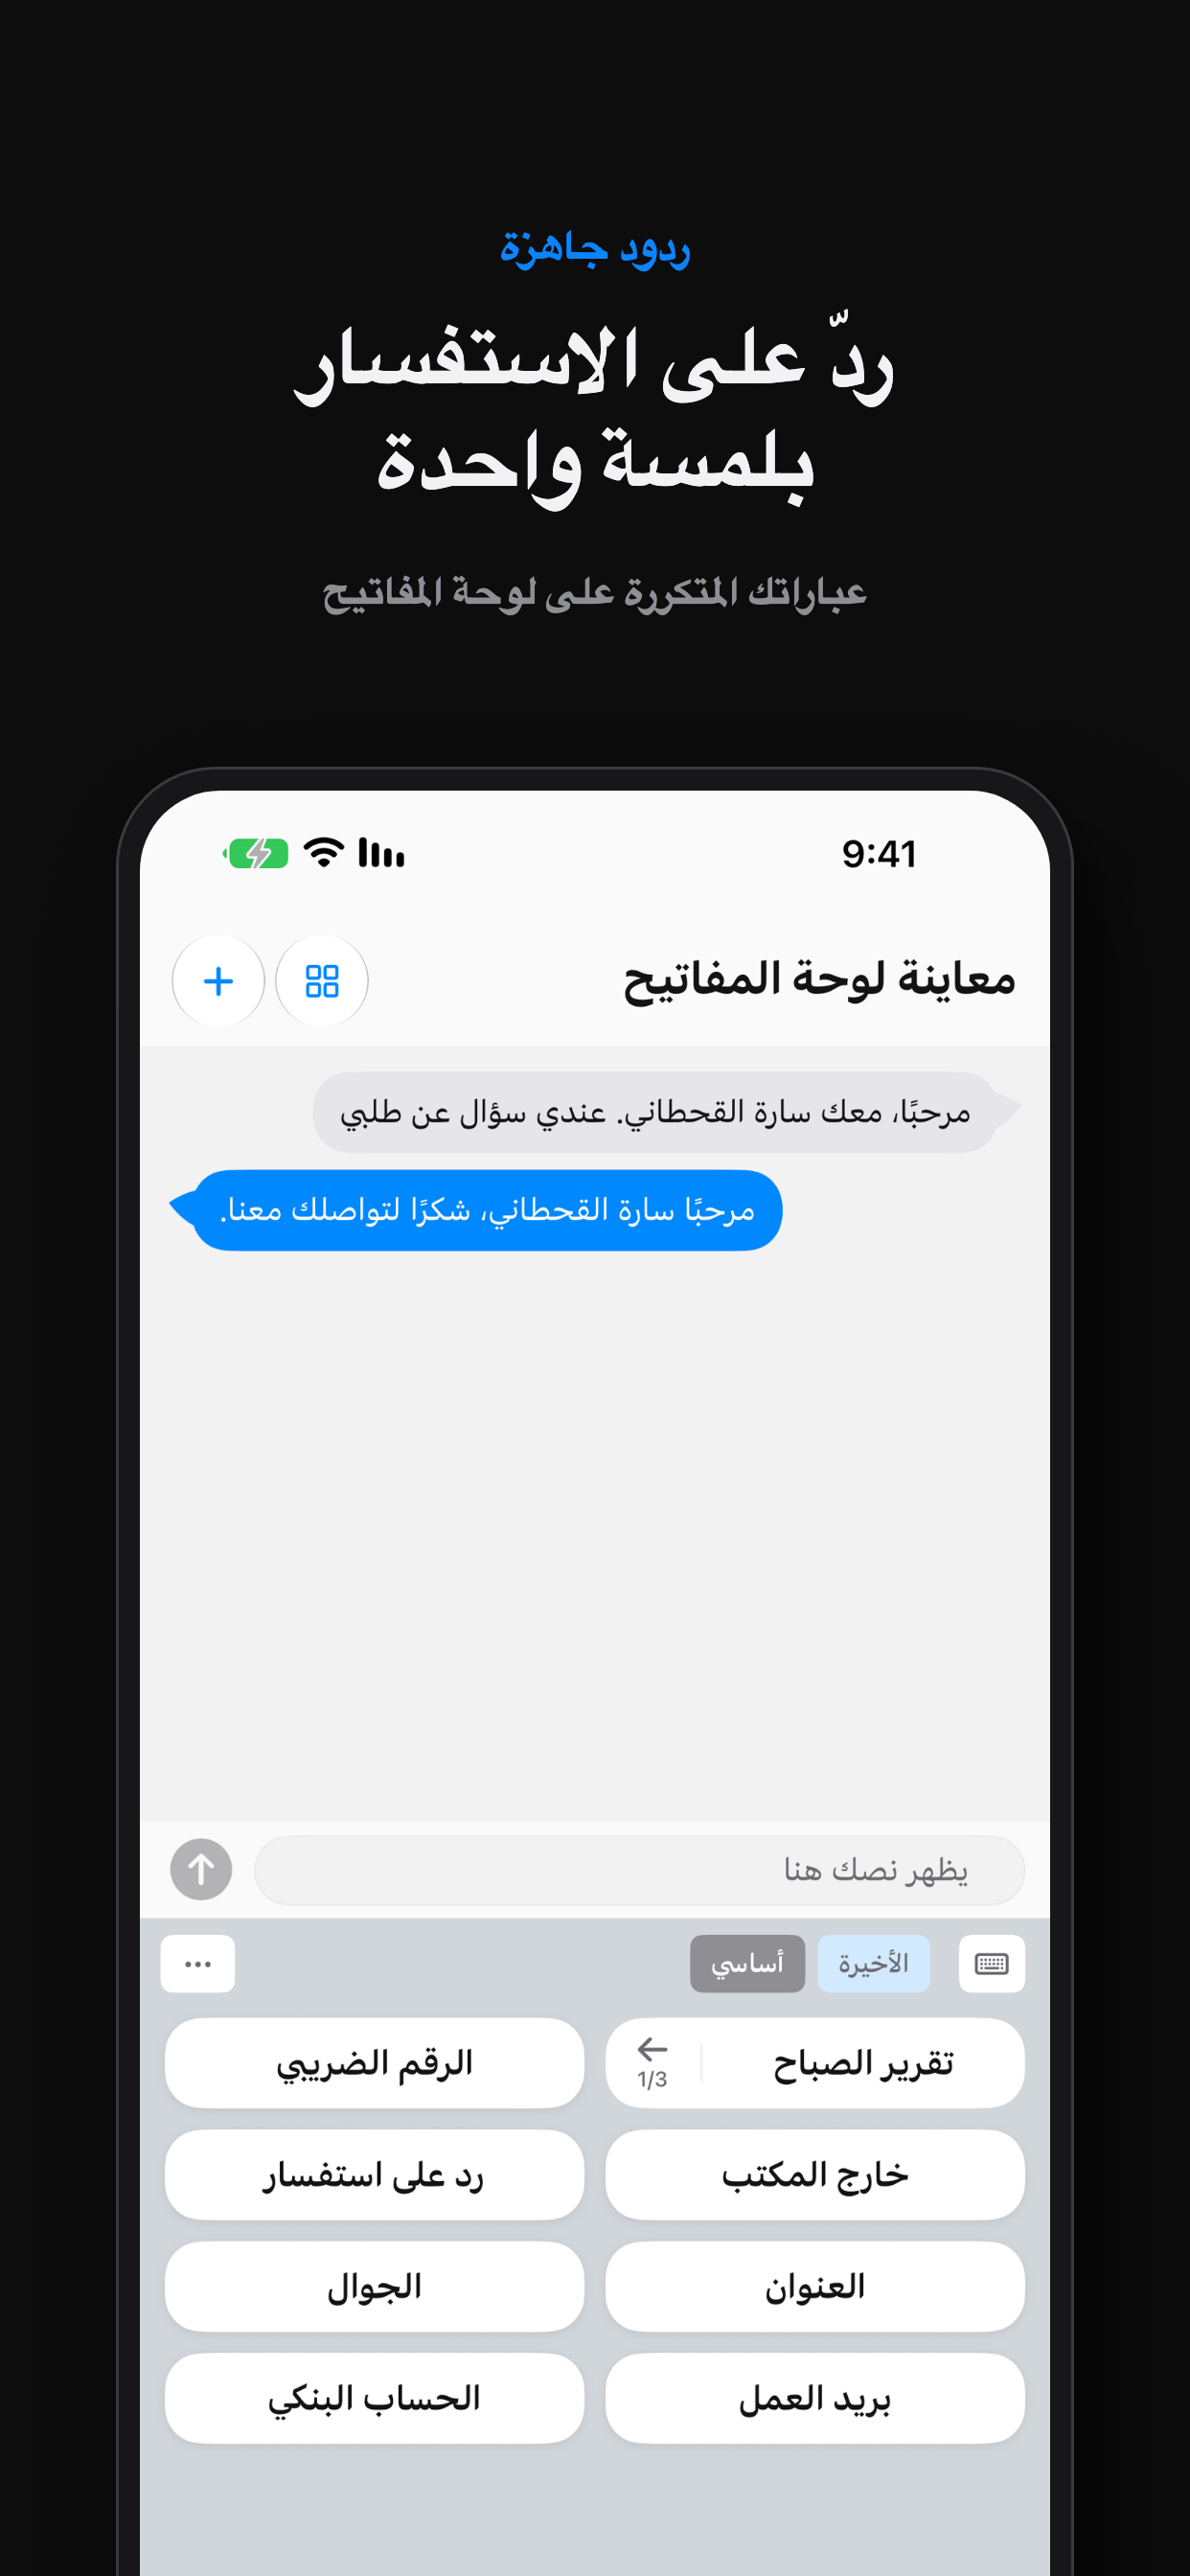 ردود جاهزة
ردّ على الاستفسار
بلمسة واحدة
عباراتك المتكررة على لوحة المفاتيح
9:41
معاينة لوحة المفاتيح
مرحبًا، معك سارة القحطاني. عندي سؤال عن طلبي
مرحبًا سارة القحطاني، شكرًا لتواصلك معنا.
يظهر نصك هنا
الأخيرة
أساسي
تقرير الصباح
1/3
الرقم الضريبي
خارج المكتب
رد على استفسار
العنوان
الجوال
بريد العمل
الحساب البنكي